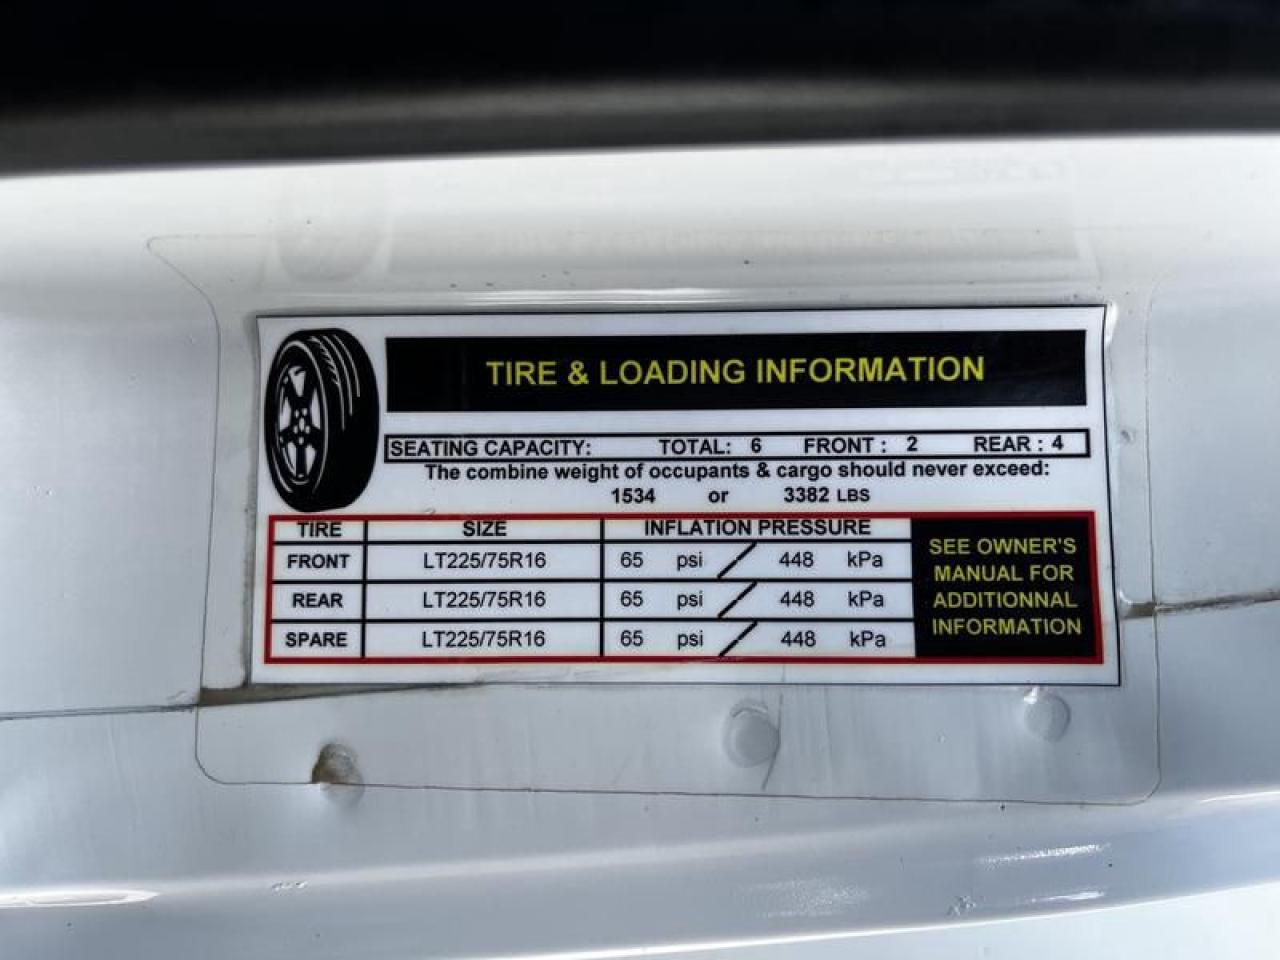 TIRE & LOADING INFORMATION
SEATING CAPACITY: TOTAL: 6 FRONT : 2 REAR : 4
The combine weight of occupants & cargo should never exceed:
1534 or 3382 LBS
TIRE SIZE INFLATION PRESSURE
FRONT LT225/75R16 65 psi / 448 kPa
REAR LT225/75R16 65 psi / 448 kPa
SPARE LT225/75R16 65 psi / 448 kPa
SEE OWNER'S
MANUAL FOR
ADDITIONNAL
INFORMATION